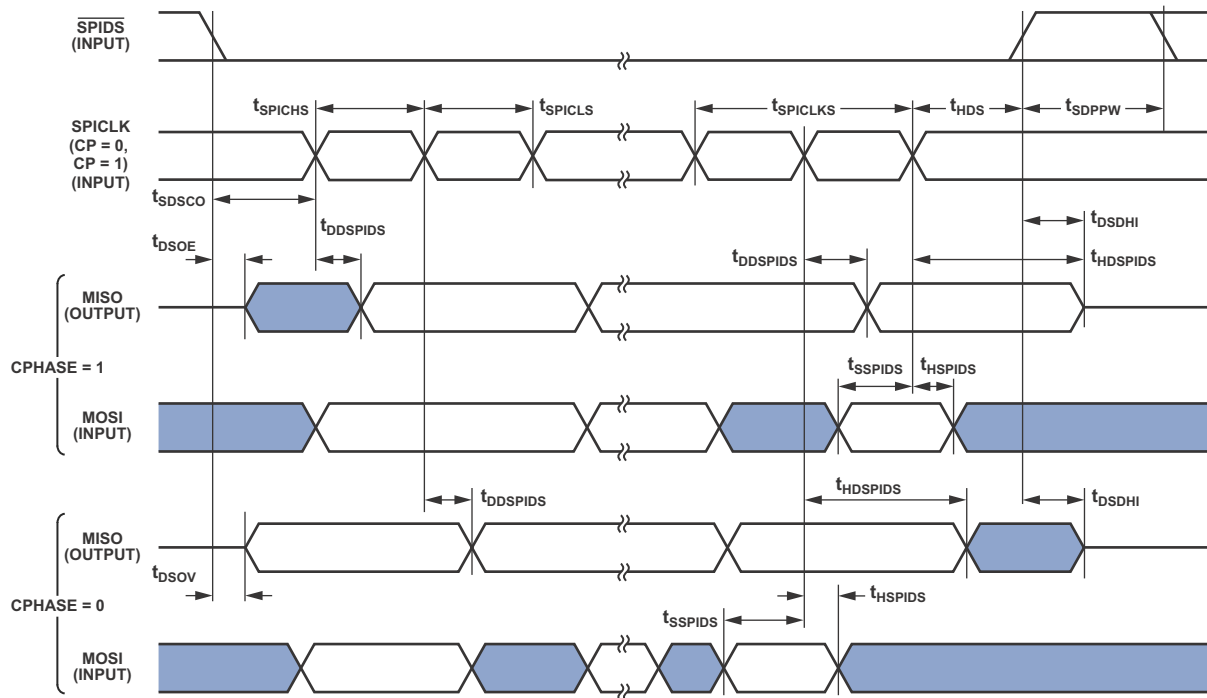 SPIDS
(INPUT)
tSPICHS
tSPICLS
tSPICLKS
tHDS
tSDPPW
SPICLK
(CP = 0,
CP = 1)
(INPUT)
tSDSCO
tDSOE
tDDSPIDS
tDDSPIDS
tDSDHI
tHDSPIDS
MISO
(OUTPUT)
CPHASE = 1
tSSPIDS
tHSPIDS
MOSI
(INPUT)
tDDSPIDS
tHDSPIDS
tDSDHI
MISO
(OUTPUT)
tDSOV
CPHASE = 0
tHSPIDS
tSSPIDS
MOSI
(INPUT)